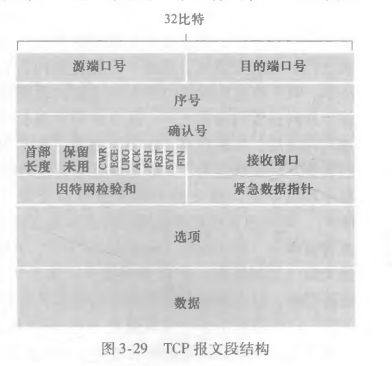 32比特
源端口号 目的端口号
序号
确认号
首部 保留 CWR ECE URG ACK PSH RST SYN FIN 接收窗口
长度 未用
因特网检验和 紧急数据指针
选项
数据
图 3-29 TCP 报文段结构